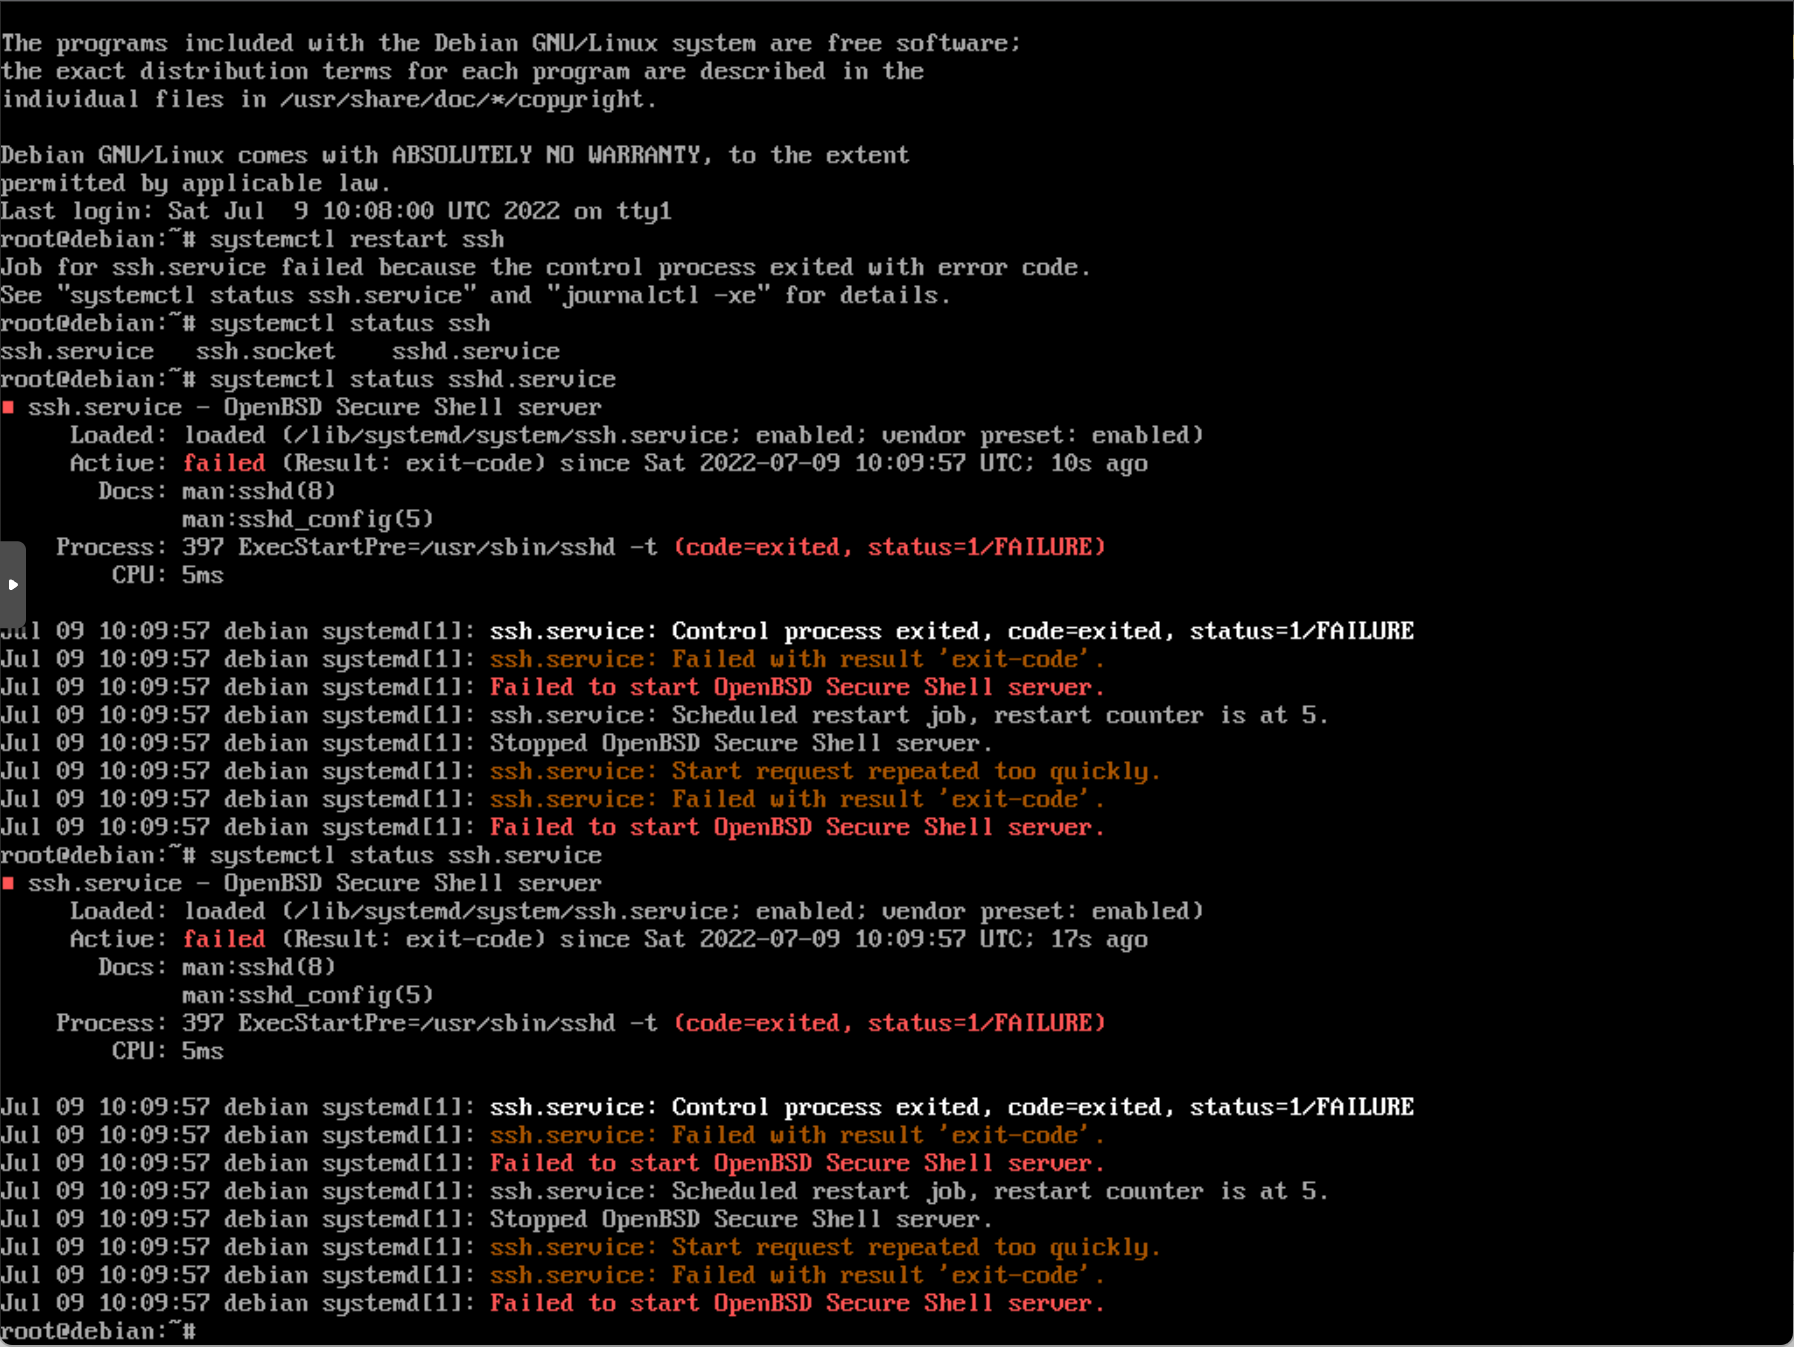 The programs included with the Debian GNU/Linux system are free software;
the exact distribution terms for each program are described in the
individual files in /usr/share/doc/*/copyright.
Debian GNU/Linux comes with ABSOLUTELY NO WARRANTY, to the extent
permitted by applicable law.
Last login: Sat Jul  9 10:08:00 UTC 2022 on tty1
root@debian:~# systemctl restart ssh
Job for ssh.service failed because the control process exited with error code.
See "systemctl status ssh.service" and "journalctl -xe" for details.
root@debian:~# systemctl status ssh
ssh.service   ssh.socket    sshd.service
root@debian:~# systemctl status sshd.service
ssh.service - OpenBSD Secure Shell server
     Loaded: loaded (/lib/systemd/system/ssh.service; enabled; vendor preset: enabled)
     Active: failed (Result: exit-code) since Sat 2022-07-09 10:09:57 UTC; 10s ago
       Docs: man:sshd(8)
             man:sshd_config(5)
    Process: 397 ExecStartPre=/usr/sbin/sshd -t (code=exited, status=1/FAILURE)
        CPU: 5ms
Jul 09 10:09:57 debian systemd[1]: ssh.service: Control process exited, code=exited, status=1/FAILURE
Jul 09 10:09:57 debian systemd[1]: ssh.service: Failed with result 'exit-code'.
Jul 09 10:09:57 debian systemd[1]: Failed to start OpenBSD Secure Shell server.
Jul 09 10:09:57 debian systemd[1]: ssh.service: Scheduled restart job, restart counter is at 5.
Jul 09 10:09:57 debian systemd[1]: Stopped OpenBSD Secure Shell server.
Jul 09 10:09:57 debian systemd[1]: ssh.service: Start request repeated too quickly.
Jul 09 10:09:57 debian systemd[1]: ssh.service: Failed with result 'exit-code'.
Jul 09 10:09:57 debian systemd[1]: Failed to start OpenBSD Secure Shell server.
root@debian:~# systemctl status ssh.service
ssh.service - OpenBSD Secure Shell server
     Loaded: loaded (/lib/systemd/system/ssh.service; enabled; vendor preset: enabled)
     Active: failed (Result: exit-code) since Sat 2022-07-09 10:09:57 UTC; 17s ago
       Docs: man:sshd(8)
             man:sshd_config(5)
    Process: 397 ExecStartPre=/usr/sbin/sshd -t (code=exited, status=1/FAILURE)
        CPU: 5ms
Jul 09 10:09:57 debian systemd[1]: ssh.service: Control process exited, code=exited, status=1/FAILURE
Jul 09 10:09:57 debian systemd[1]: ssh.service: Failed with result 'exit-code'.
Jul 09 10:09:57 debian systemd[1]: Failed to start OpenBSD Secure Shell server.
Jul 09 10:09:57 debian systemd[1]: ssh.service: Scheduled restart job, restart counter is at 5.
Jul 09 10:09:57 debian systemd[1]: Stopped OpenBSD Secure Shell server.
Jul 09 10:09:57 debian systemd[1]: ssh.service: Start request repeated too quickly.
Jul 09 10:09:57 debian systemd[1]: ssh.service: Failed with result 'exit-code'.
Jul 09 10:09:57 debian systemd[1]: Failed to start OpenBSD Secure Shell server.
root@debian:~#